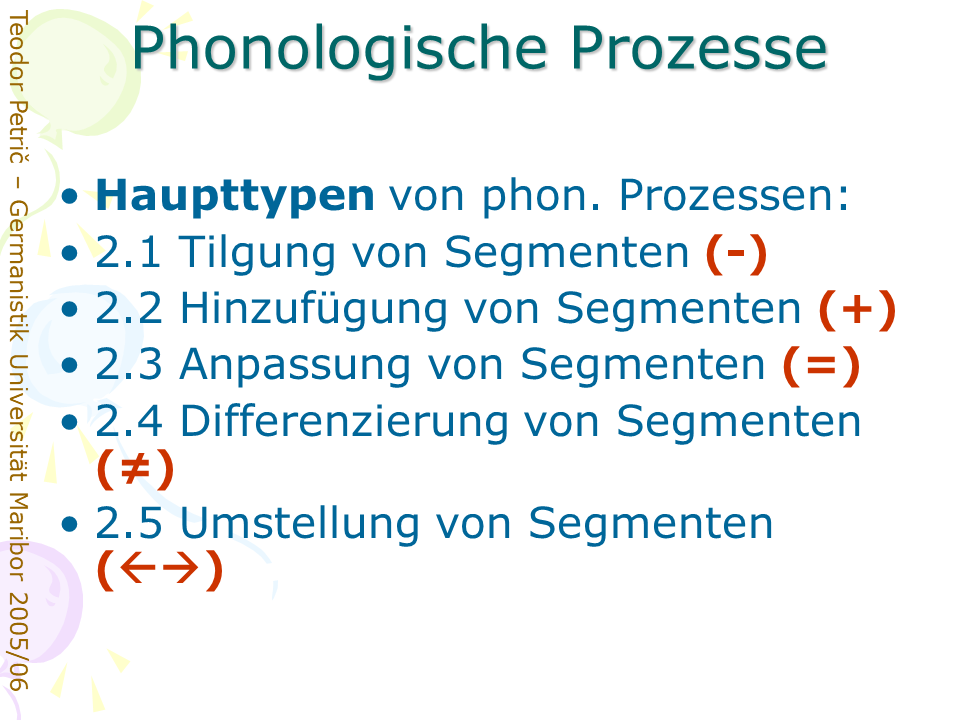 Phonologische Prozesse
• Haupttypen von phon. Prozessen:
• 2.1 Tilgung von Segmenten (-)
• 2.2 Hinzufügung von Segmenten (+)
• 2.3 Anpassung von Segmenten (=)
• 2.4 Differenzierung von Segmenten
(≠)
• 2.5 Umstellung von Segmenten
(←→)
Teodor Petrič – Germanistik Universität Maribor 2005/06